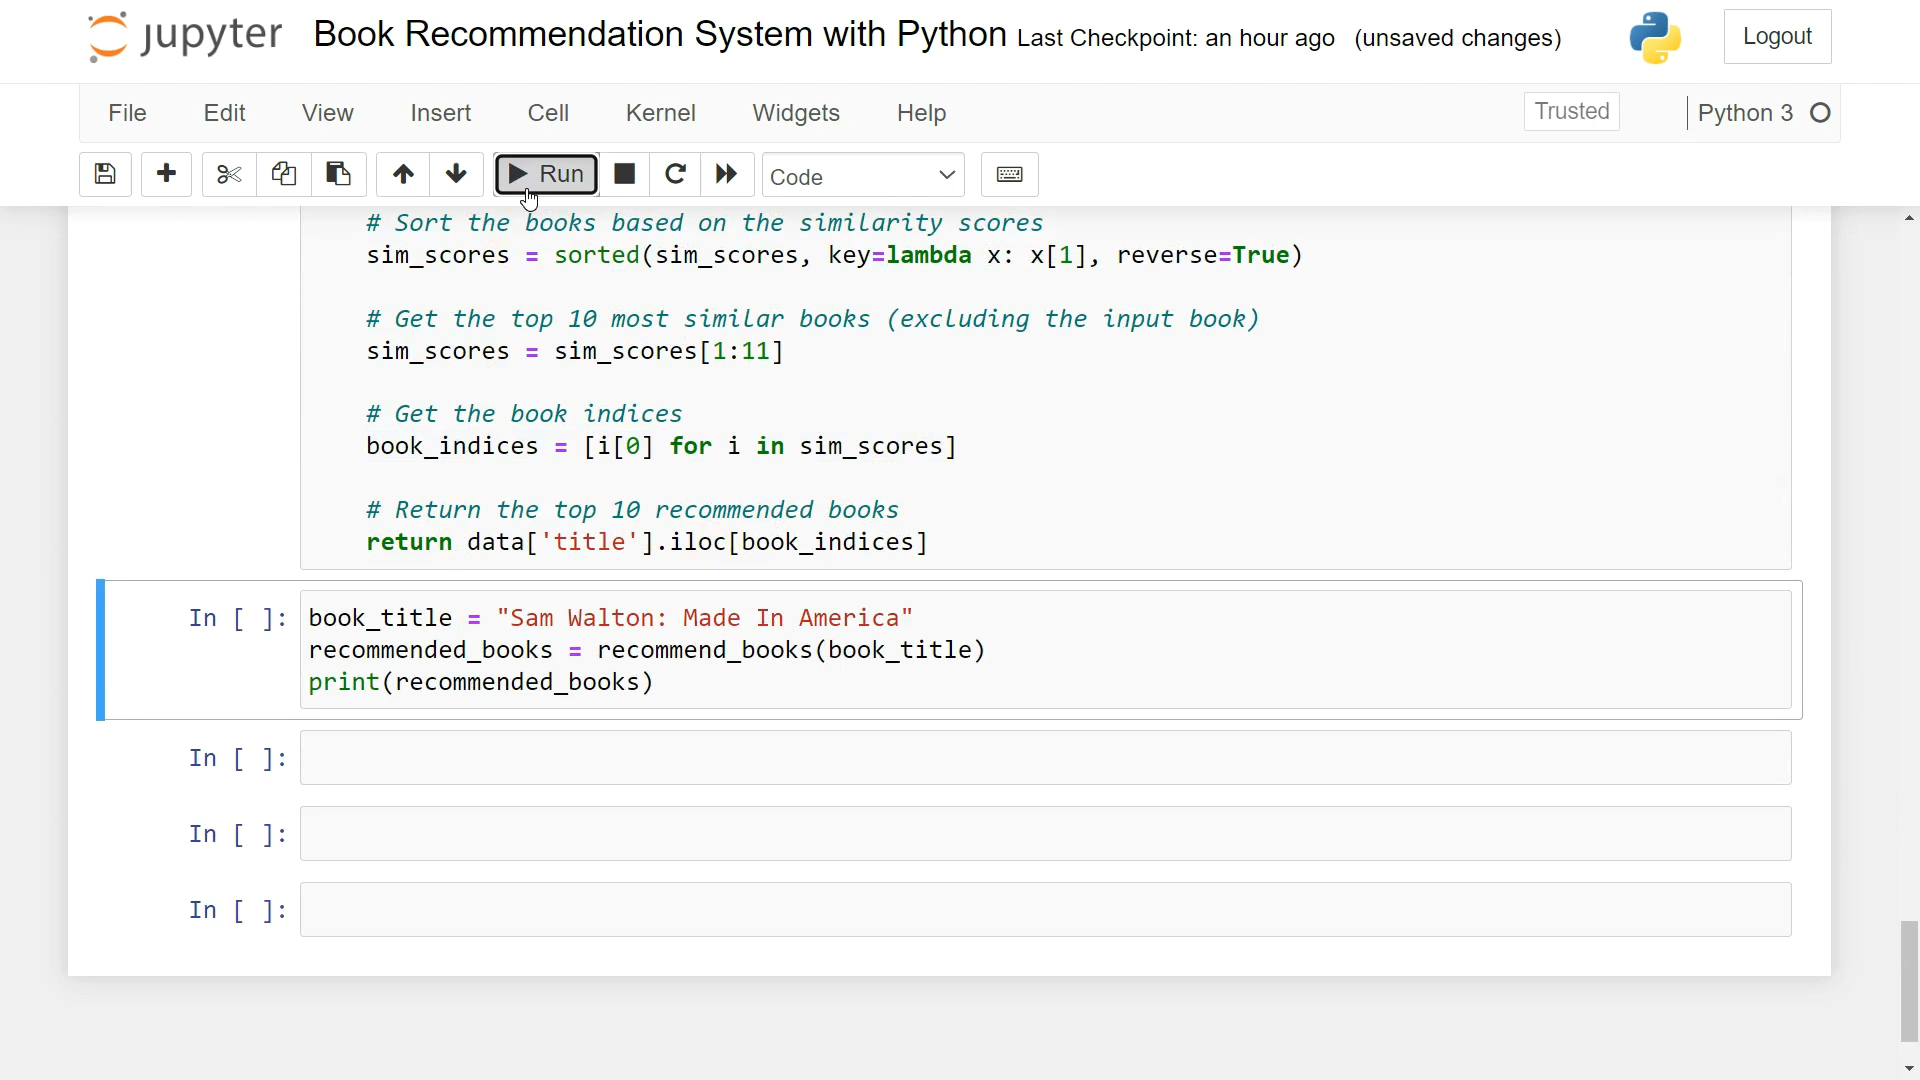 jupyter Book Recommendation System with Python Last Checkpoint: an hour ago (unsaved changes) Logout
File Edit View Insert Cell Kernel Widgets Help Trusted Python 3
Run Code
# Sort the books based on the similarity scores
sim_scores = sorted(sim_scores, key=lambda x: x[1], reverse=True)
# Get the top 10 most similar books (excluding the input book)
sim_scores = sim_scores[1:11]
# Get the book indices
book_indices = [i[0] for i in sim_scores]
# Return the top 10 recommended books
return data['title'].iloc[book_indices]
In [ ]: book_title = "Sam Walton: Made In America"
recommended_books = recommend_books(book_title)
print(recommended_books)
In [ ]:
In [ ]:
In [ ]: